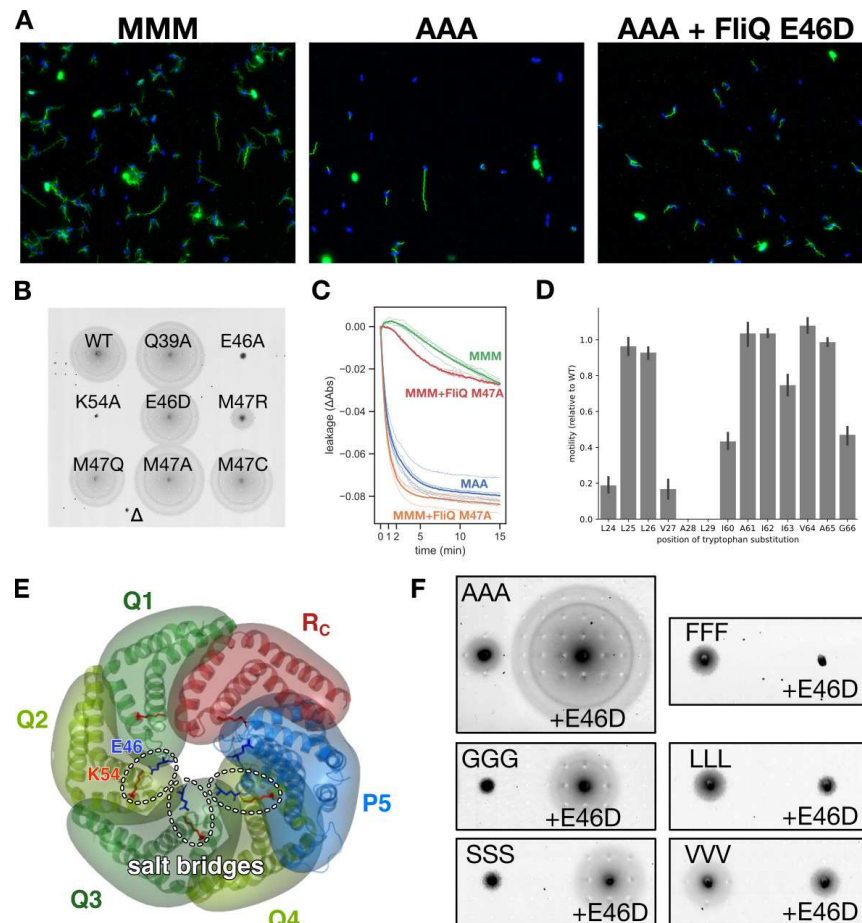 A
MMM
AAA
AAA + FliQ E46D
B
WT
Q39A
E46A
K54A
E46D
M47R
M47Q
M47A
M47C
Δ
C
leakage (ΔAbs)
0.00
−0.02
−0.04
−0.06
−0.08
MMM
MMM+FliQ M47A
MAA
MMM+FliQ M47A
0 1 2 5 10 15
time (min)
D
motility (relative to WT)
1.0
0.8
0.6
0.4
0.2
0.0
L24 L25 L26 V27 A28 L29 I60 A61 I62 I63 V64 A65 G66
position of tryptophan substitution
E
Q1
RC
Q2
E46
K54
P5
salt bridges
Q3
Q4
F
AAA
+E46D
FFF
+E46D
GGG
+E46D
LLL
+E46D
SSS
+E46D
VVV
+E46D